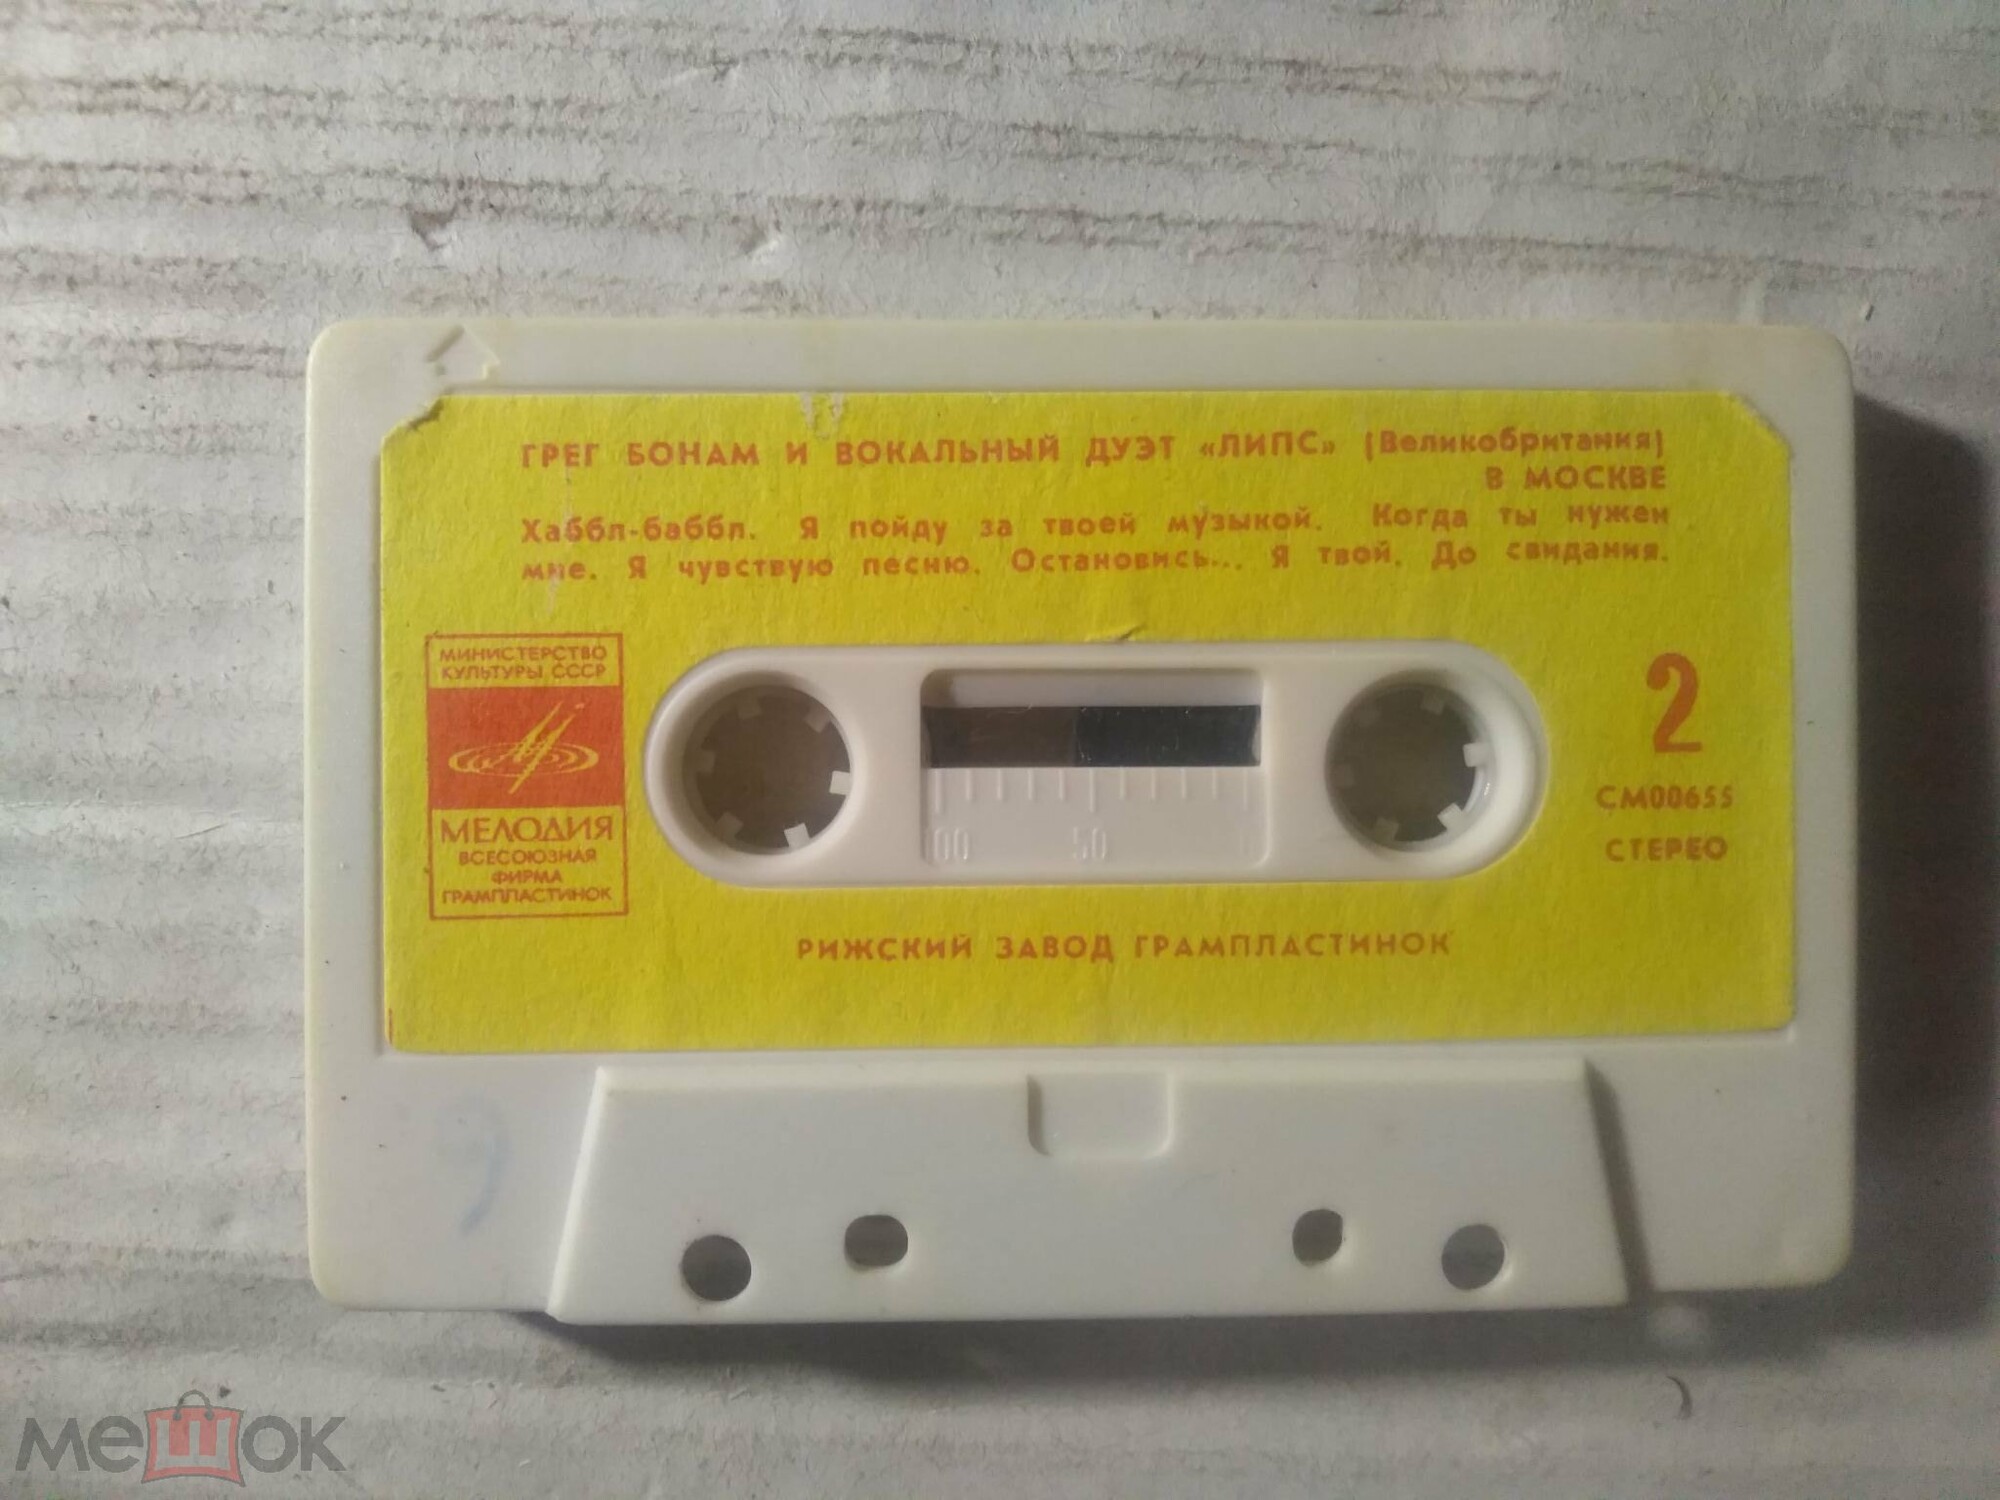 ГРЕГ БОНАМ И ВОКАЛЬНЫЙ ДУЭТ «ЛИПС» (Великобритания)
В МОСКВЕ
Хаббл-баббл. Я пойду за твоей музыкой. Когда ты нужен
мне. Я чувствую песню. Остановись... Я твой. До свидания.
МИНИСТЕРСТВО
КУЛЬТУРЫ СССР
МЕЛОДИЯ
ВСЕСОЮЗНАЯ
ФИРМА
ГРАМПЛАСТИНОК
2
СМ00655
СТЕРЕО
00 50
РИЖСКИЙ ЗАВОД ГРАМПЛАСТИНОК
мешок